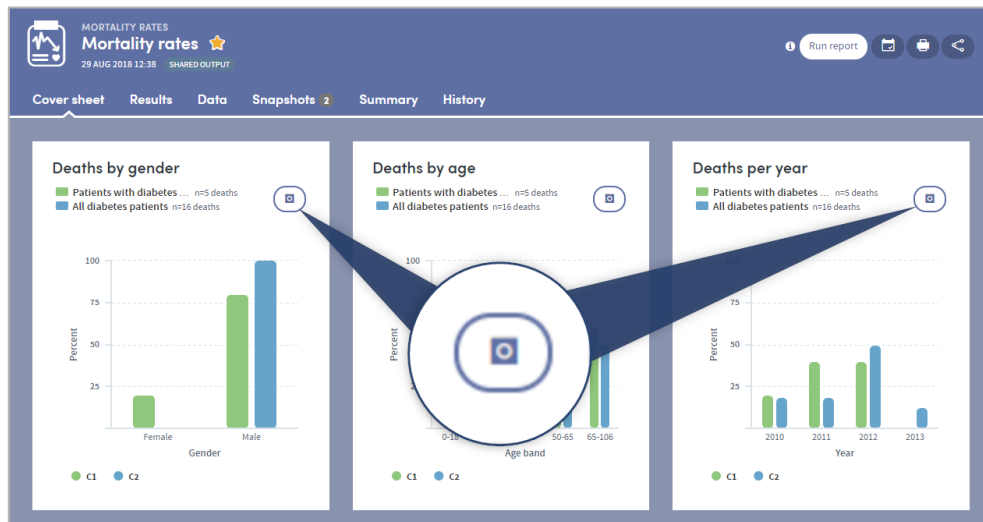 MORTALITY RATES
Mortality rates
29 AUG 2018 12:38 SHARED OUTPUT
Run report
Cover sheet Results Data Snapshots 2 Summary History
Deaths by gender
Patients with diabetes ... n=5 deaths
All diabetes patients n=16 deaths
100
75
50
25
Percent
Female Male
Gender
C1 C2
Deaths by age
Patients with diabetes ... n=5 deaths
All diabetes patients n=16 deaths
100
Percent
50-65 65-106
Age band
C1 C2
Deaths per year
Patients with diabetes ... n=5 deaths
All diabetes patients n=16 deaths
75
50
25
Percent
2010 2011 2012 2013
Year
C1 C2